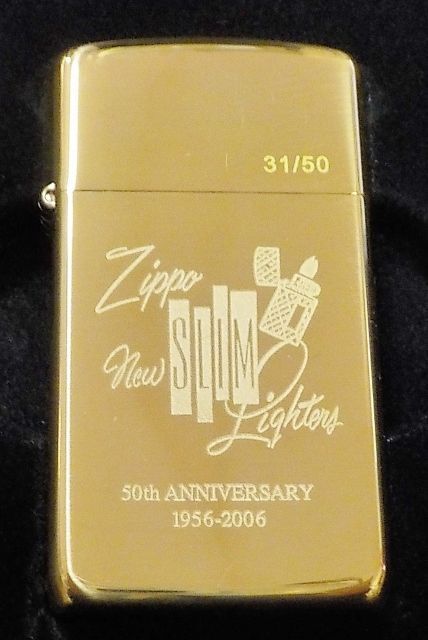 31/50
Zippo
New SLIM
Lighters
50th ANNIVERSARY
1956-2006